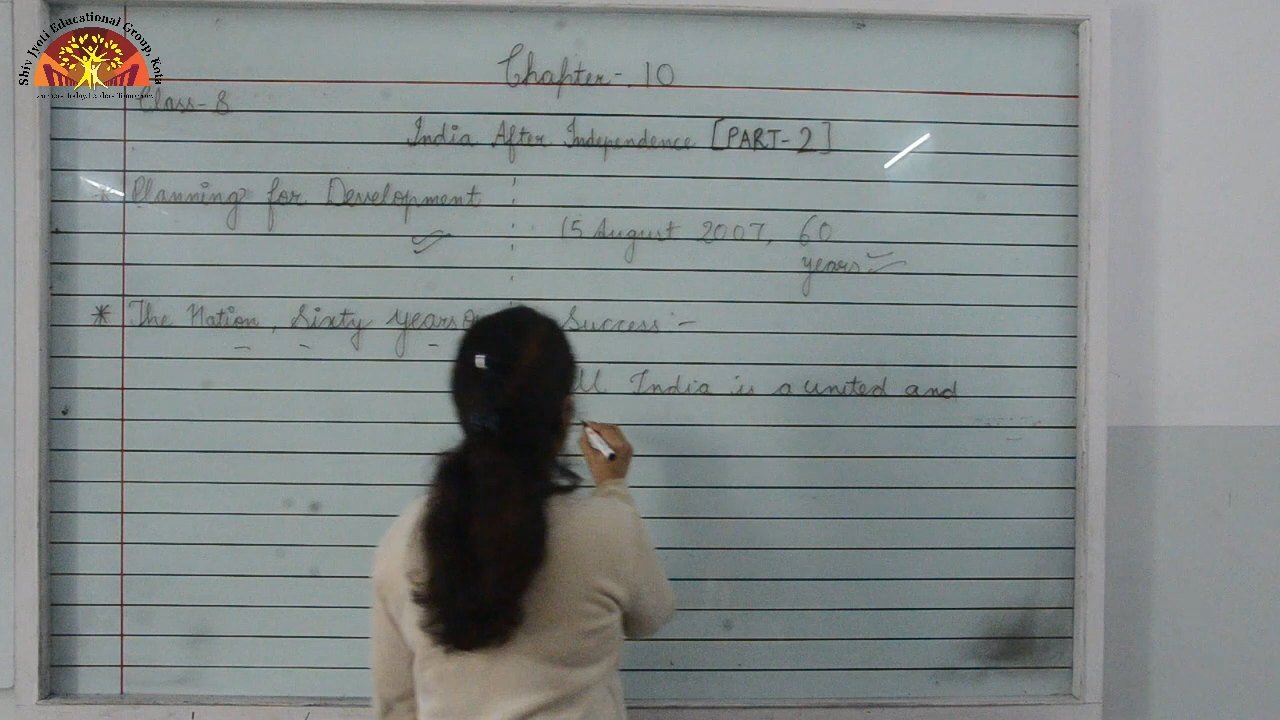 Shiv Jyoti Educational Group, Kota
Chapter-10
Class-8
India After Independence [PART-2]
* Planning for Development
15 August 2007, 60
years
* The Nation, Sixty years Success:-
India is a united and